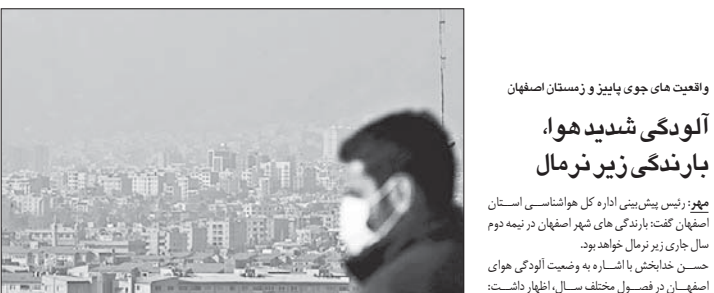 واقعیت های جوی پاییز و زمستان اصفهان
آلودگی شدید هوا،
بارندگی زیر نرمال
مهر: رئیس پیش‌بینی اداره کل هواشناسی استان
اصفهان گفت: بارندگی های شهر اصفهان در نیمه دوم
سال جاری زیر نرمال خواهد بود.
حسن خدابخش با اشاره به وضعیت آلودگی هوای
اصفهان در فصول مختلف سال، اظهار داشت: